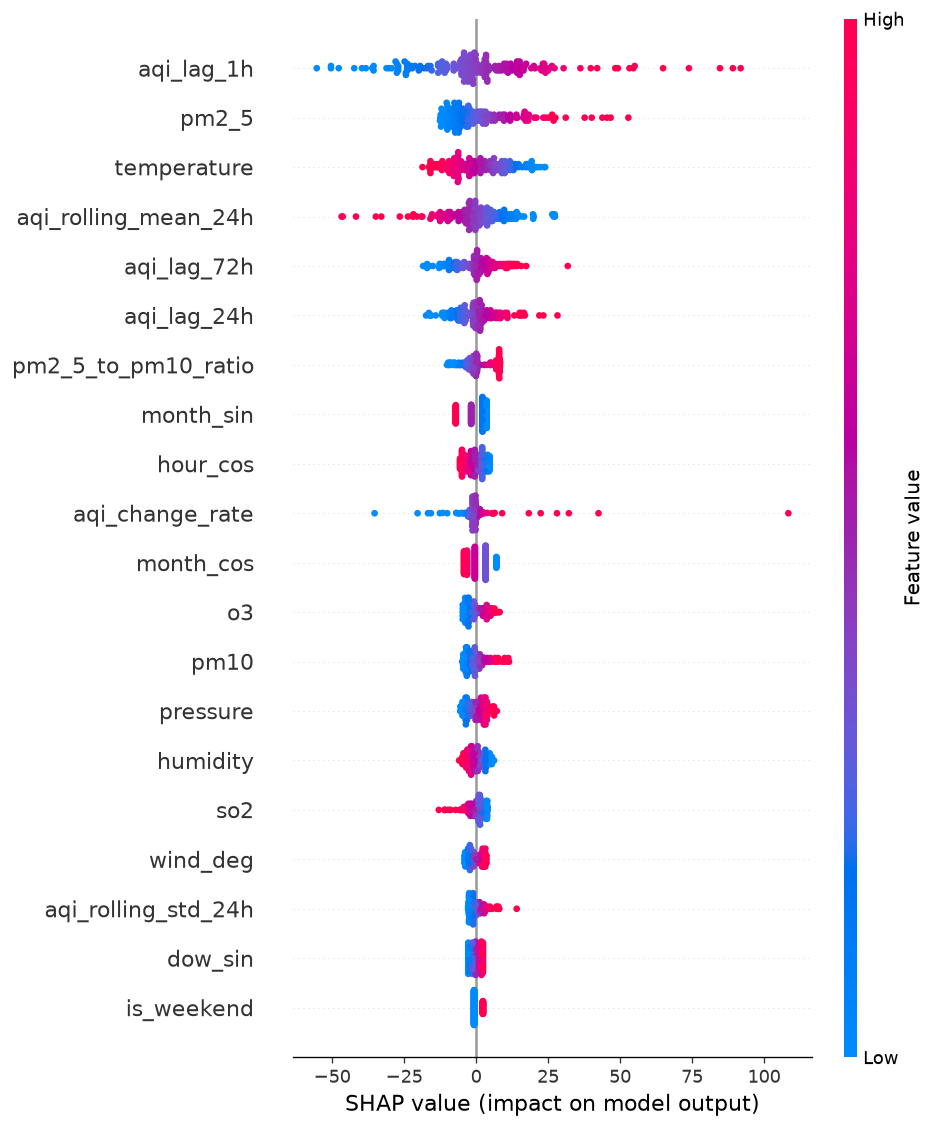 High
aqi_lag_1h
pm2_5
temperature
aqi_rolling_mean_24h
aqi_lag_72h
aqi_lag_24h
pm2_5_to_pm10_ratio
month_sin
hour_cos
aqi_change_rate
month_cos
o3
pm10
pressure
humidity
so2
wind_deg
aqi_rolling_std_24h
dow_sin
is_weekend
Feature value
Low
−50 −25 0 25 50 75 100
SHAP value (impact on model output)